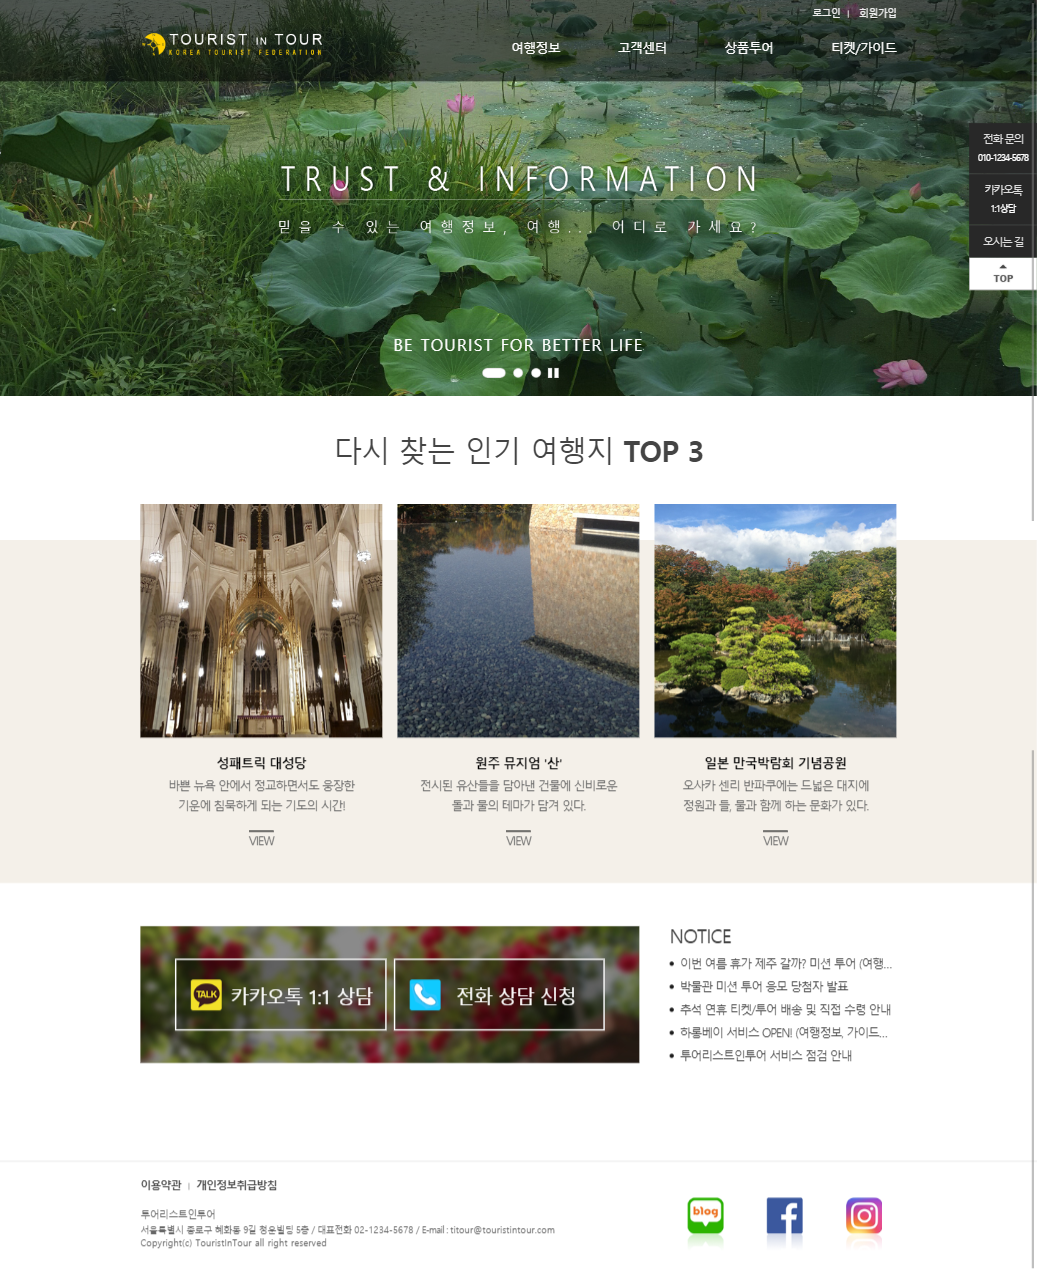 로그인 | 회원가입
TOURIST IN TOUR
KOREA TOURIST FEDERATION
여행정보 고객센터 상품투어 티켓/가이드
전화 문의
010-1234-5678
카카오톡
1:1상담
오시는 길
TOP
TRUST & INFORMATION
믿을 수 있는 여행정보, 여행... 어디로 가세요?
BE TOURIST FOR BETTER LIFE
다시 찾는 인기 여행지 TOP 3
성패트릭 대성당
바쁜 뉴욕 안에서 정교하면서도 웅장한
기운에 침묵하게 되는 기도의 시간!
VIEW
원주 뮤지엄 '산'
전시된 유산들을 담아낸 건물에 신비로운
돌과 물의 테마가 담겨 있다.
VIEW
일본 만국박람회 기념공원
오사카 센리 반파쿠에는 드넓은 대지에
정원과 들, 물과 함께 하는 문화가 있다.
VIEW
TALK 카카오톡 1:1 상담
전화 상담 신청
NOTICE
• 이번 여름 휴가 제주 갈까? 미션 투어 (여행...
• 박물관 미션 투어 응모 당첨자 발표
• 추석 연휴 티켓/투어 배송 및 직접 수령 안내
• 하롱베이 서비스 OPEN! (여행정보, 가이드...
• 투어리스트인투어 서비스 점검 안내
이용약관 | 개인정보취급방침
투어리스트인투어
서울특별시 종로구 혜화동 9길 청운빌딩 5층 / 대표전화 02-1234-5678 / E-mail : titour@touristintour.com
Copyright(c) TouristInTour all right reserved
blog